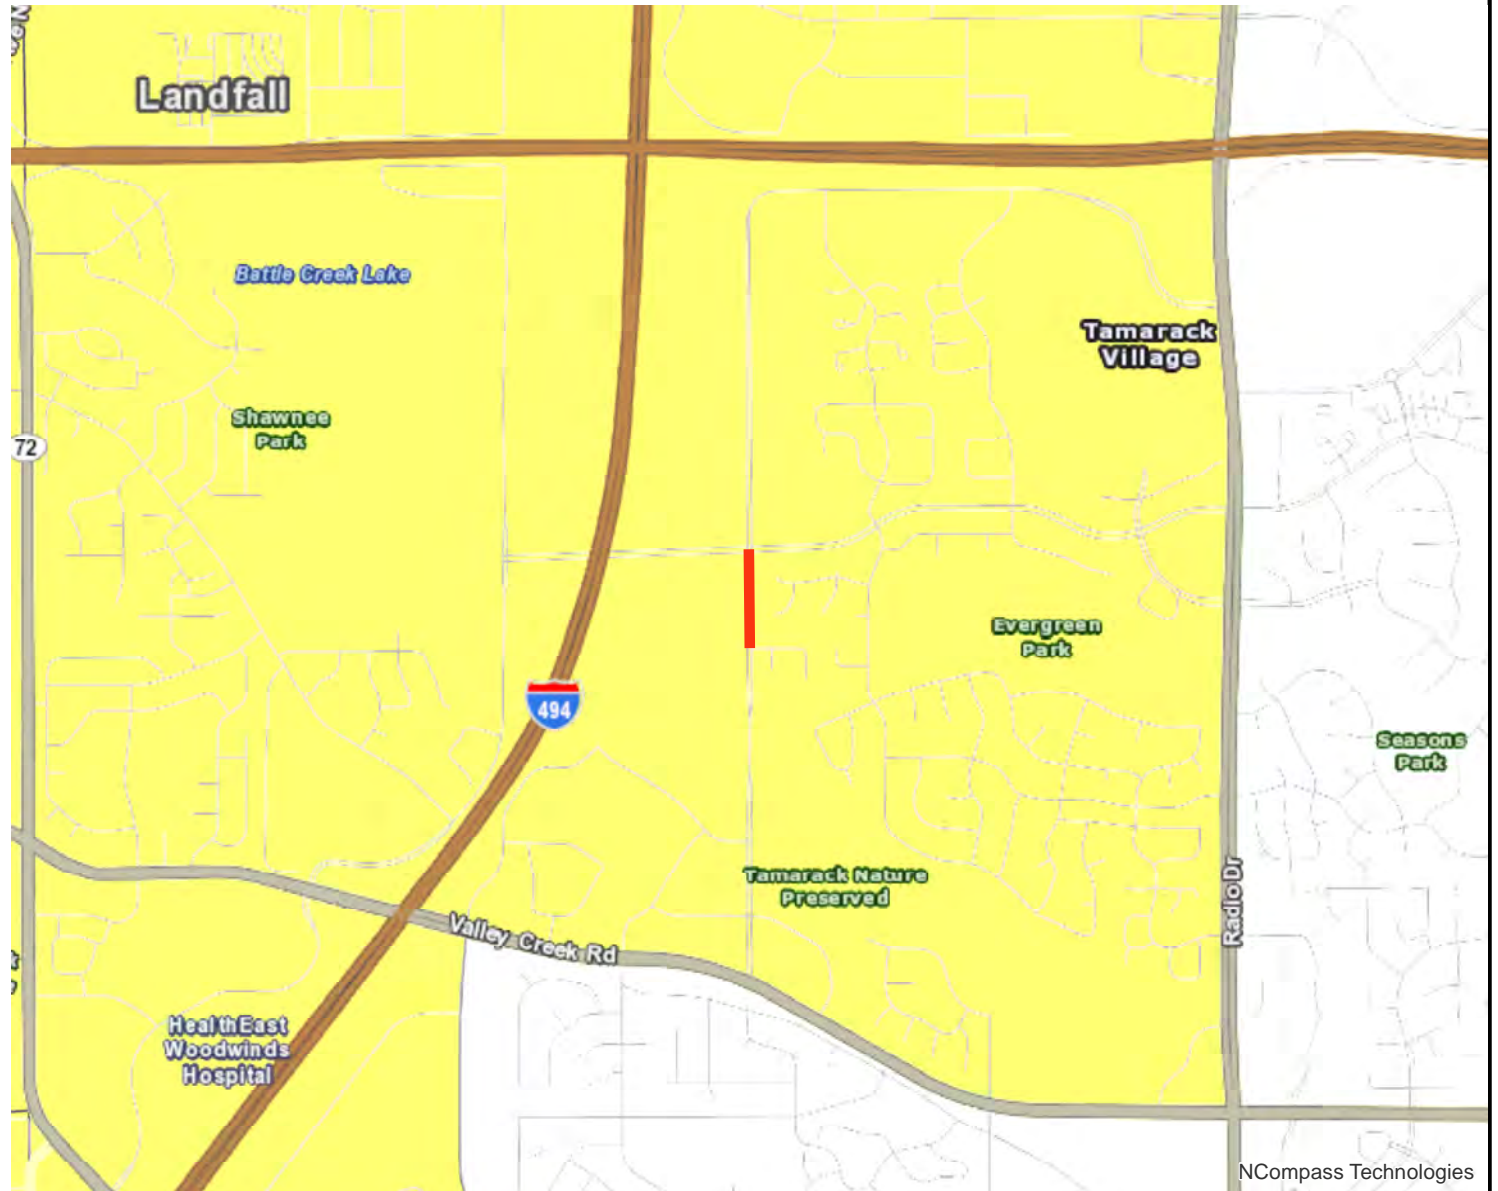 Landfall
Battle Creek Lake
Tamarack
Village
Shawnee
Park
72
Evergreen
Park
494
Seasons
Park
Tamarack Nature
Preserved
Radio Dr
Valley Creek Rd
HealthEast
Woodwinds
Hospital
NCompass Technologies